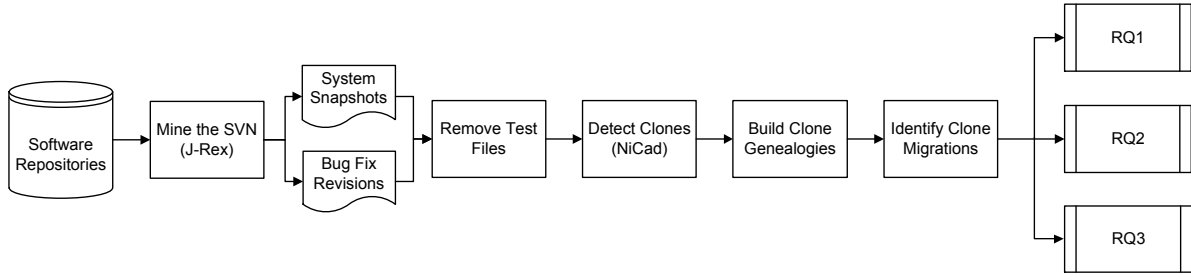 Software
Repositories
Mine the SVN
(J-Rex)
System
Snapshots
Bug Fix
Revisions
Remove Test
Files
Detect Clones
(NiCad)
Build Clone
Genealogies
Identify Clone
Migrations
RQ1
RQ2
RQ3